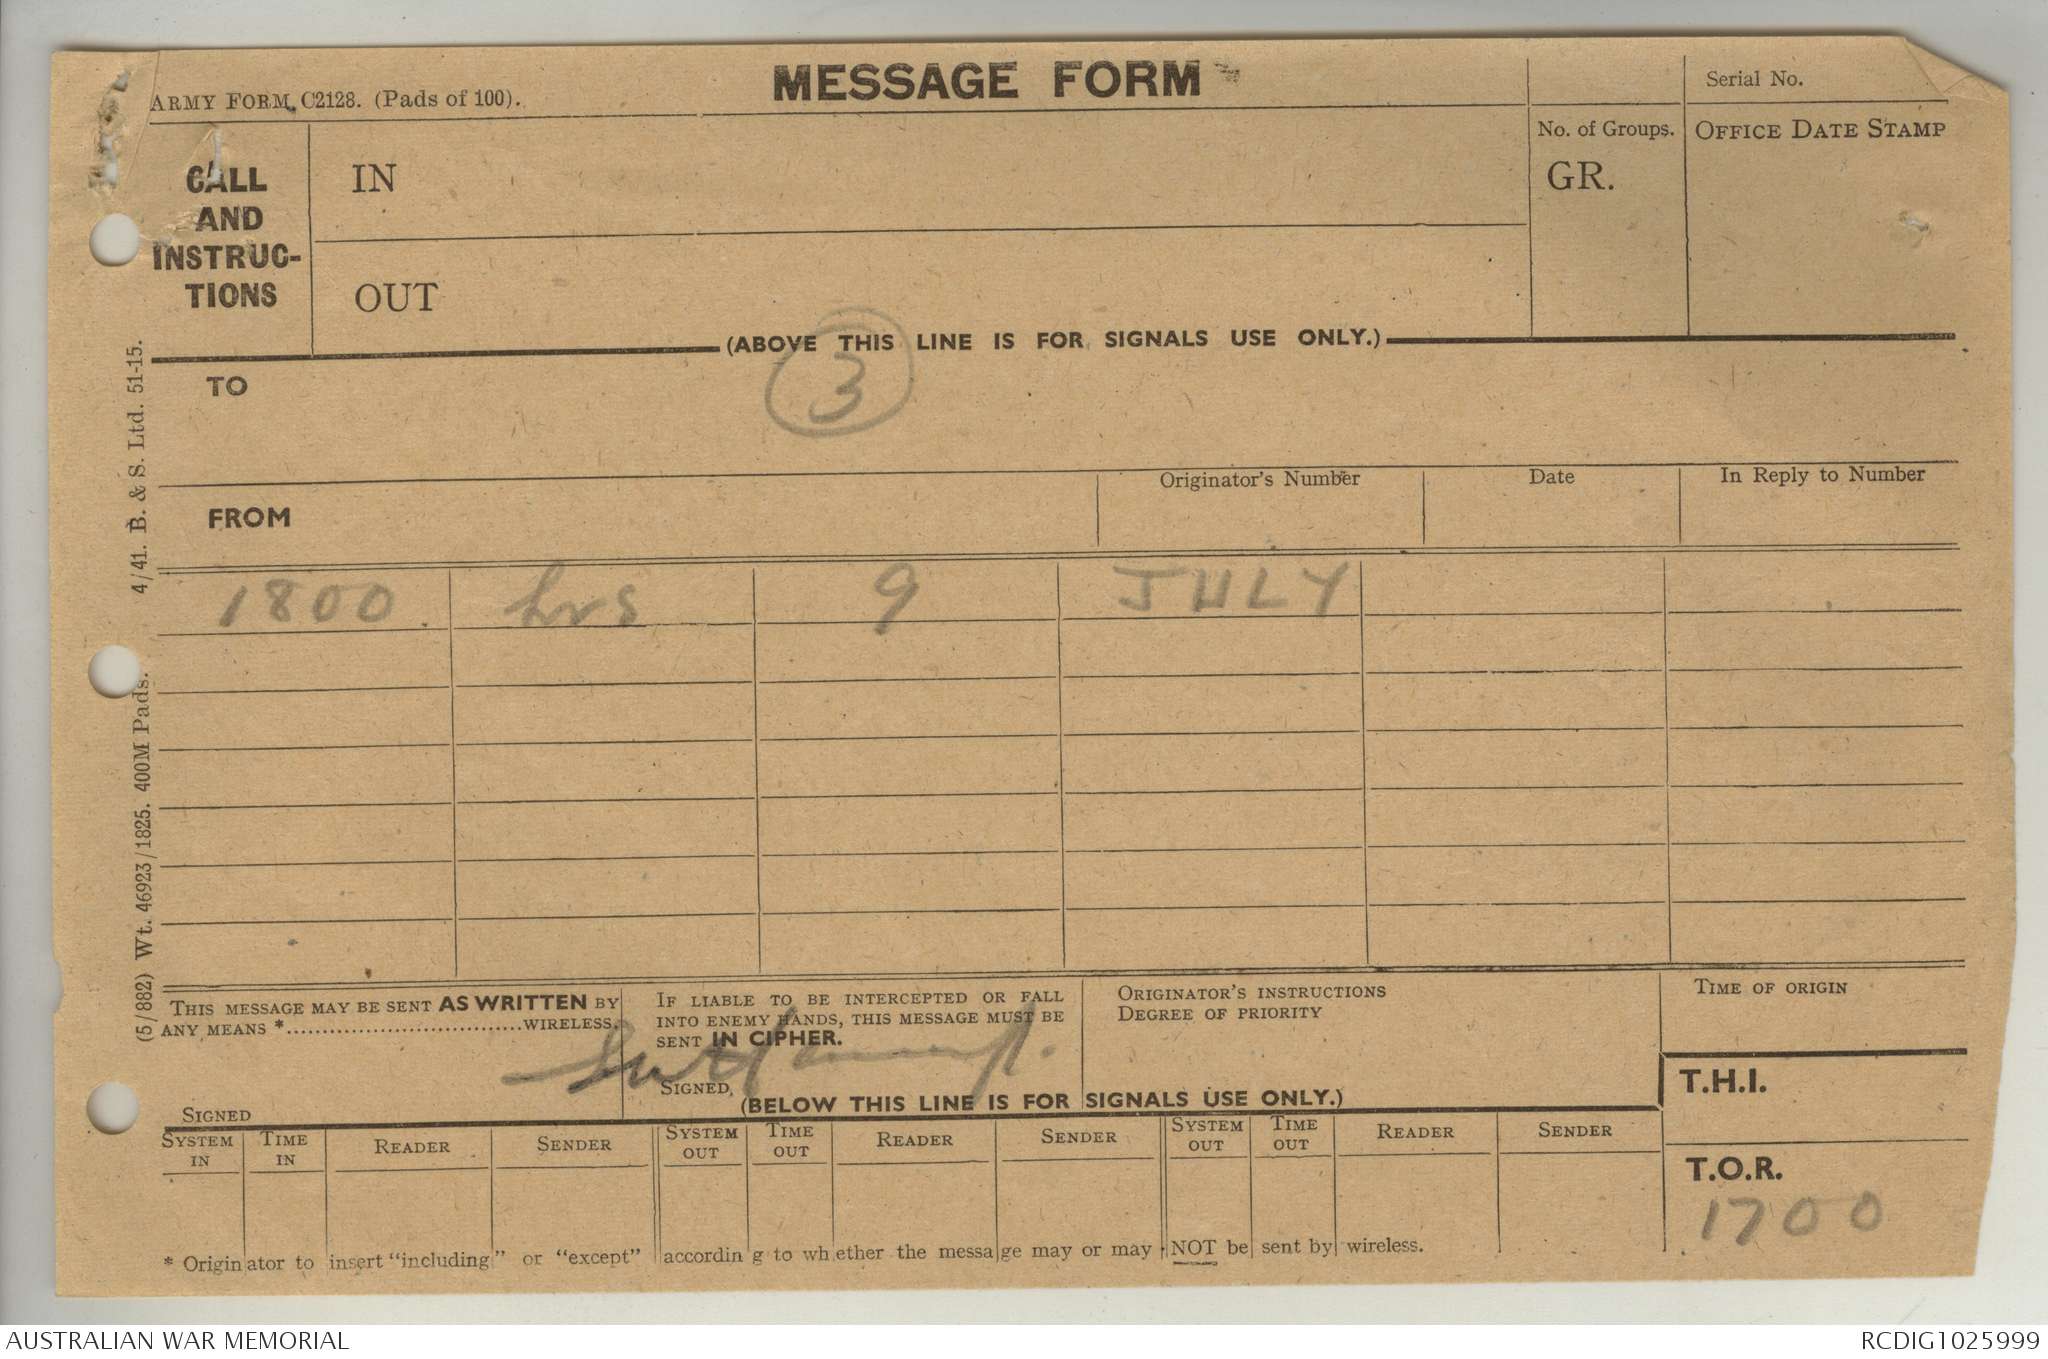 ARMY FORM C2128. (Pads of 100).
MESSAGE FORM
Serial No.
CALL
AND
INSTRUC-
TIONS
IN
OUT
No. of Groups.
GR.
OFFICE DATE STAMP
(ABOVE THIS LINE IS FOR SIGNALS USE ONLY.)
TO
3
FROM
Originator's Number
Date
In Reply to Number
1800 hrs 9 JULY
(5/882) Wt. 46923/1825. 400M Pads. 4/41. B. & S. Ltd. 51-15.
THIS MESSAGE MAY BE SENT AS WRITTEN BY
ANY MEANS *.................................WIRELESS.
SIGNED
IF LIABLE TO BE INTERCEPTED OR FALL
INTO ENEMY HANDS, THIS MESSAGE MUST BE
SENT IN CIPHER.
SIGNED,
ORIGINATOR'S INSTRUCTIONS
DEGREE OF PRIORITY
TIME OF ORIGIN
(BELOW THIS LINE IS FOR SIGNALS USE ONLY.)
T.H.I.
SYSTEM IN
TIME IN
READER
SENDER
SYSTEM OUT
TIME OUT
READER
SENDER
SYSTEM OUT
TIME OUT
READER
SENDER
T.O.R.
1700
* Originator to insert "including" or "except" according to whether the message may or may NOT be sent by wireless.
AUSTRALIAN WAR MEMORIAL
RCDIG1025999